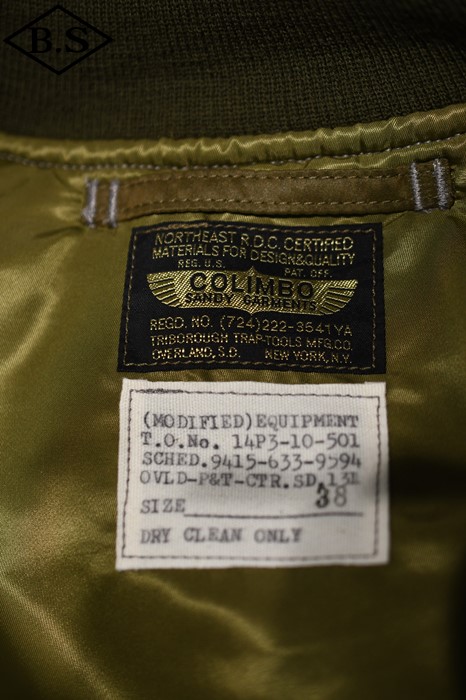 B.S
NORTHEAST R.D.C. CERTIFIED
MATERIALS FOR DESIGN&QUALITY
REG. U.S. PAT. OFF.
COLIMBO
SANDY GARMENTS
REGD. NO. (724)222-3541YA
TRIBOROUGH TRAP-TOOLS MFG.CO.
OVERLAND, S.D. NEW YORK, N.Y.
(MODIFIED)EQUIPMENT
T.O.No. 14P3-10-501
SCHED.9415-633-9594
OVLD-P&T-CTR.SD.13L
SIZE 38
DRY CLEAN ONLY